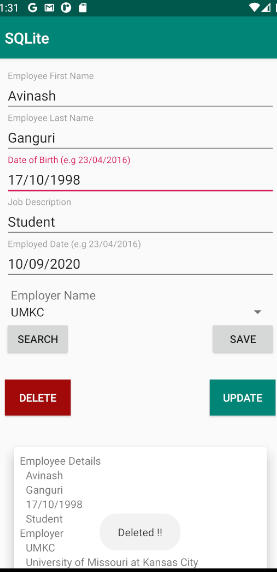 1:31
SQLite
Employee First Name
Avinash
Employee Last Name
Ganguri
Date of Birth (e.g 23/04/2016)
17/10/1998
Job Description
Student
Employed Date (e.g 23/04/2016)
10/09/2020
Employer Name
UMKC
SEARCH SAVE
DELETE UPDATE
Employee Details
Avinash
Ganguri
17/10/1998
Student
Deleted !!
Employer
UMKC
University of Missouri at Kansas City